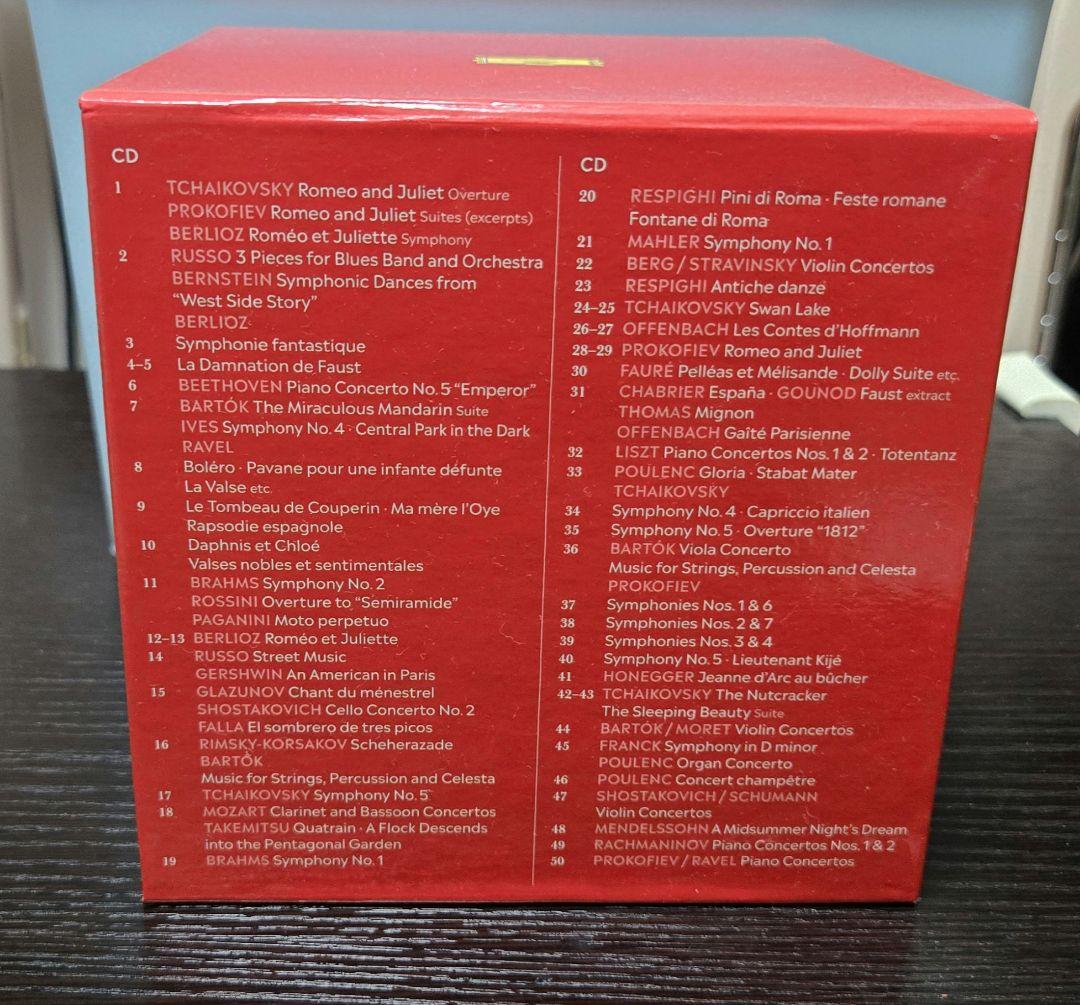 CD
1 TCHAIKOVSKY Romeo and Juliet Overture
PROKOFIEV Romeo and Juliet Suites (excerpts)
BERLIOZ Roméo et Juliette Symphony
2 RUSSO 3 Pieces for Blues Band and Orchestra
BERNSTEIN Symphonic Dances from
“West Side Story”
BERLIOZ
3 Symphonie fantastique
4–5 La Damnation de Faust
6 BEETHOVEN Piano Concerto No. 5 “Emperor”
7 BARTÓK The Miraculous Mandarin Suite
IVES Symphony No. 4 · Central Park in the Dark
RAVEL
8 Boléro · Pavane pour une infante défunte
La Valse etc.
9 Le Tombeau de Couperin · Ma mère l’Oye
Rapsodie espagnole
10 Daphnis et Chloé
Valses nobles et sentimentales
11 BRAHMS Symphony No. 2
ROSSINI Overture to “Semiramide”
PAGANINI Moto perpetuo
12–13 BERLIOZ Roméo et Juliette
14 RUSSO Street Music
GERSHWIN An American in Paris
15 GLAZUNOV Chant du ménestrel
SHOSTAKOVICH Cello Concerto No. 2
FALLA El sombrero de tres picos
16 RIMSKY-KORSAKOV Scheherazade
BARTÓK
Music for Strings, Percussion and Celesta
17 TCHAIKOVSKY Symphony No. 5
18 MOZART Clarinet and Bassoon Concertos
TAKEMITSU Quatrain · A Flock Descends
into the Pentagonal Garden
19 BRAHMS Symphony No. 1
CD
20 RESPIGHI Pini di Roma · Feste romane
Fontane di Roma
21 MAHLER Symphony No. 1
22 BERG / STRAVINSKY Violin Concertos
23 RESPIGHI Antiche danze
24–25 TCHAIKOVSKY Swan Lake
26–27 OFFENBACH Les Contes d’Hoffmann
28–29 PROKOFIEV Romeo and Juliet
30 FAURÉ Pelléas et Mélisande · Dolly Suite etc.
31 CHABRIER España · GOUNOD Faust extract
THOMAS Mignon
OFFENBACH Gaîté Parisienne
32 LISZT Piano Concertos Nos. 1 & 2 · Totentanz
33 POULENC Gloria · Stabat Mater
TCHAIKOVSKY
34 Symphony No. 4 · Capriccio italien
35 Symphony No. 5 · Overture “1812”
36 BARTÓK Viola Concerto
Music for Strings, Percussion and Celesta
PROKOFIEV
37 Symphonies Nos. 1 & 6
38 Symphonies Nos. 2 & 7
39 Symphonies Nos. 3 & 4
40 Symphony No. 5 · Lieutenant Kijé
41 HONEGGER Jeanne d’Arc au bûcher
42–43 TCHAIKOVSKY The Nutcracker
The Sleeping Beauty Suite
44 BARTÓK / MORET Violin Concertos
45 FRANCK Symphony in D minor
POULENC Organ Concerto
46 POULENC Concert champêtre
47 SHOSTAKOVICH / SCHUMANN
Violin Concertos
48 MENDELSSOHN A Midsummer Night’s Dream
49 RACHMANINOV Piano Concertos Nos. 1 & 2
50 PROKOFIEV / RAVEL Piano Concertos